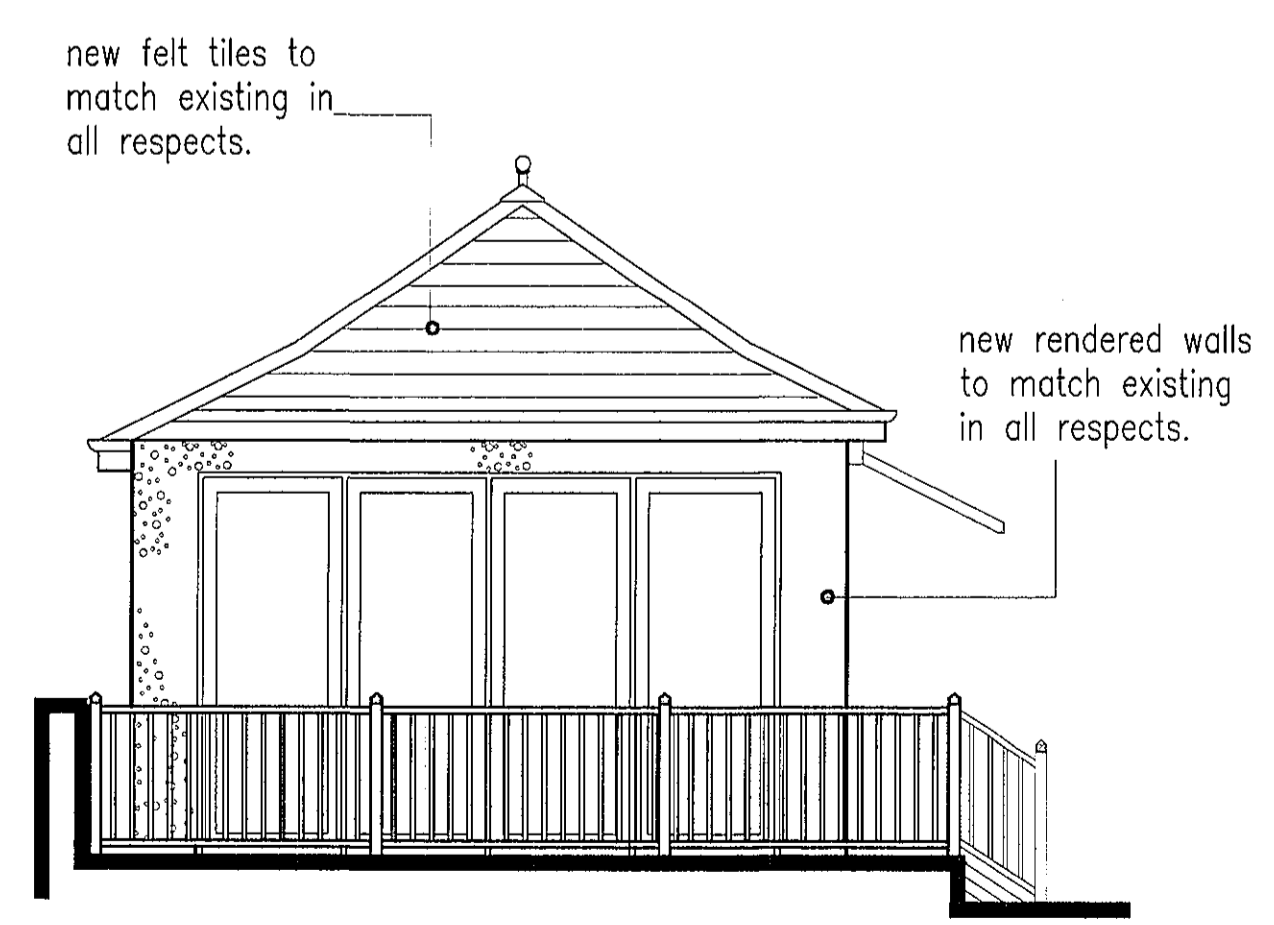 new felt tiles to
match existing in
all respects.
new rendered walls
to match existing
in all respects.